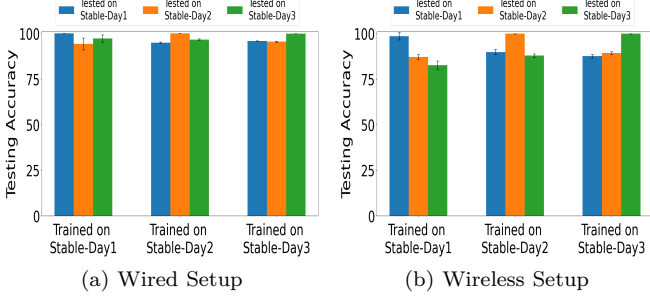 Tested on Stable-Day1 Tested on Stable-Day2 Tested on Stable-Day3
Testing Accuracy
100
75
50
25
0
Trained on Stable-Day1 Trained on Stable-Day2 Trained on Stable-Day3
(a) Wired Setup
Tested on Stable-Day1 Tested on Stable-Day2 Tested on Stable-Day3
Testing Accuracy
100
75
50
25
0
Trained on Stable-Day1 Trained on Stable-Day2 Trained on Stable-Day3
(b) Wireless Setup